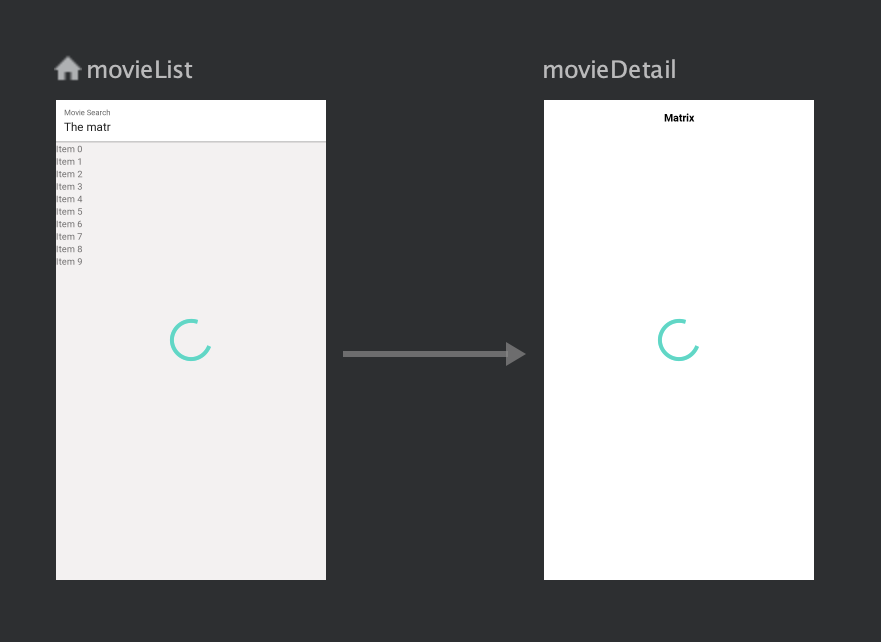 movieList
Movie Search
The matr
Item 0
Item 1
Item 2
Item 3
Item 4
Item 5
Item 6
Item 7
Item 8
Item 9
movieDetail
Matrix